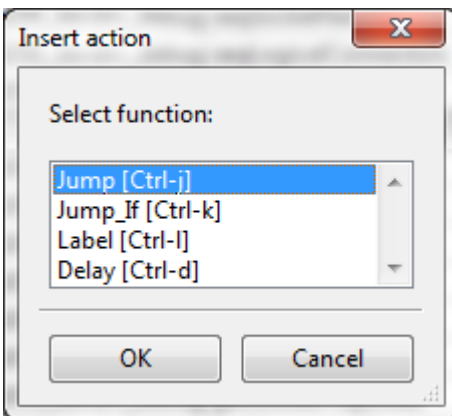 Insert action
Select function:
Jump [Ctrl-j]
Jump_If [Ctrl-k]
Label [Ctrl-l]
Delay [Ctrl-d]
OK
Cancel